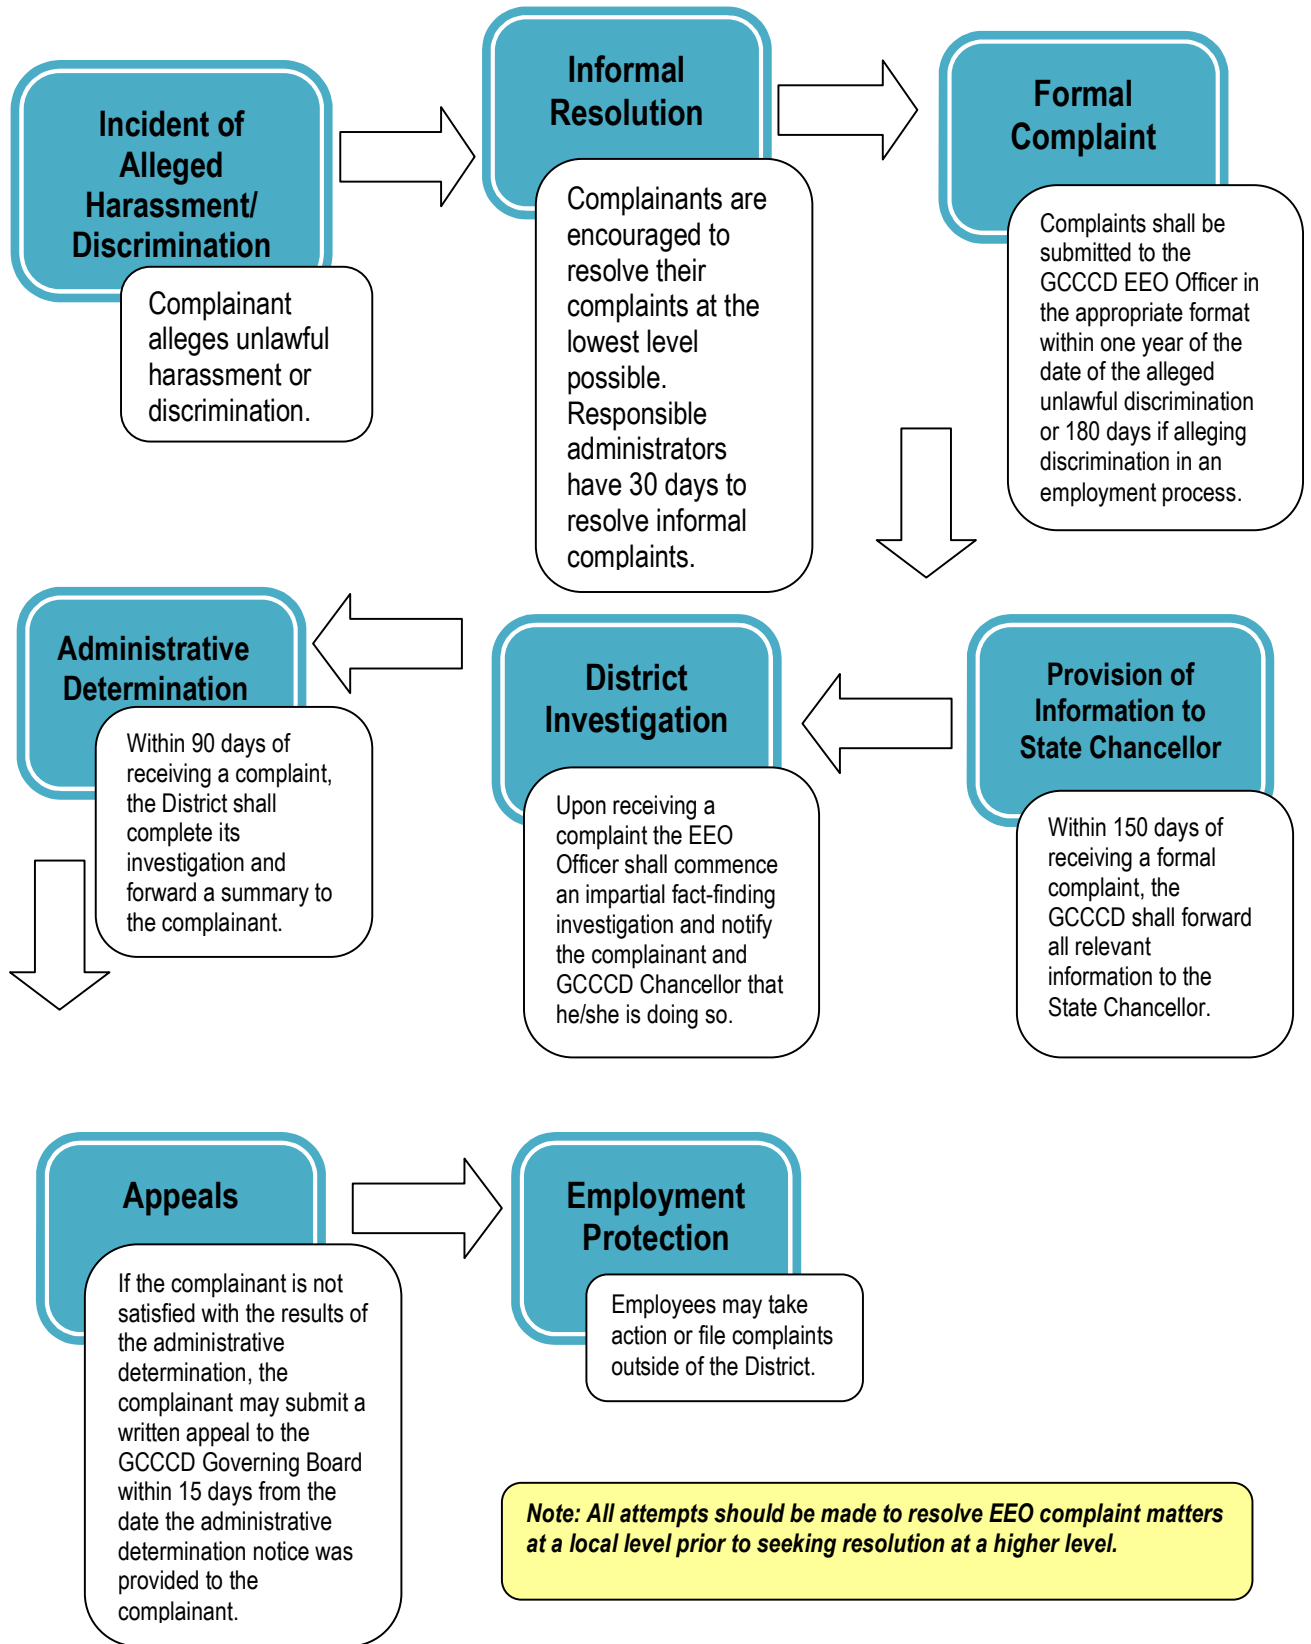 Incident of
Alleged
Harassment/
Discrimination
Complainant
alleges unlawful
harassment or
discrimination.
Informal
Resolution
Complainants are
encouraged to
resolve their
complaints at the
lowest level
possible.
Responsible
administrators
have 30 days to
resolve informal
complaints.
Formal
Complaint
Complaints shall be
submitted to the
GCCCD EEO Officer in
the appropriate format
within one year of the
date of the alleged
unlawful discrimination
or 180 days if alleging
discrimination in an
employment process.
Provision of
Information to
State Chancellor
Within 150 days of
receiving a formal
complaint, the
GCCCD shall forward
all relevant
information to the
State Chancellor.
District
Investigation
Upon receiving a
complaint the EEO
Officer shall commence
an impartial fact-finding
investigation and notify
the complainant and
GCCCD Chancellor that
he/she is doing so.
Administrative
Determination
Within 90 days of
receiving a complaint,
the District shall
complete its
investigation and
forward a summary to
the complainant.
Appeals
If the complainant is not
satisfied with the results of
the administrative
determination, the
complainant may submit a
written appeal to the
GCCCD Governing Board
within 15 days from the
date the administrative
determination notice was
provided to the
complainant.
Employment
Protection
Employees may take
action or file complaints
outside of the District.
Note: All attempts should be made to resolve EEO complaint matters
at a local level prior to seeking resolution at a higher level.